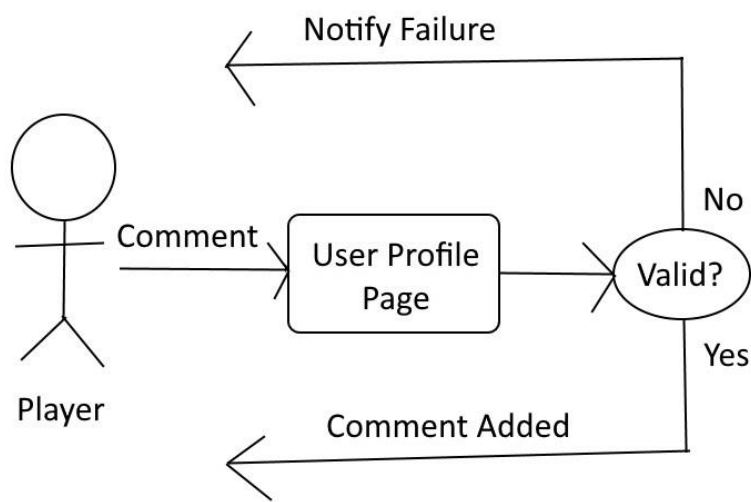 Notify Failure
No
Comment
User Profile
Page
Valid?
Yes
Player
Comment Added